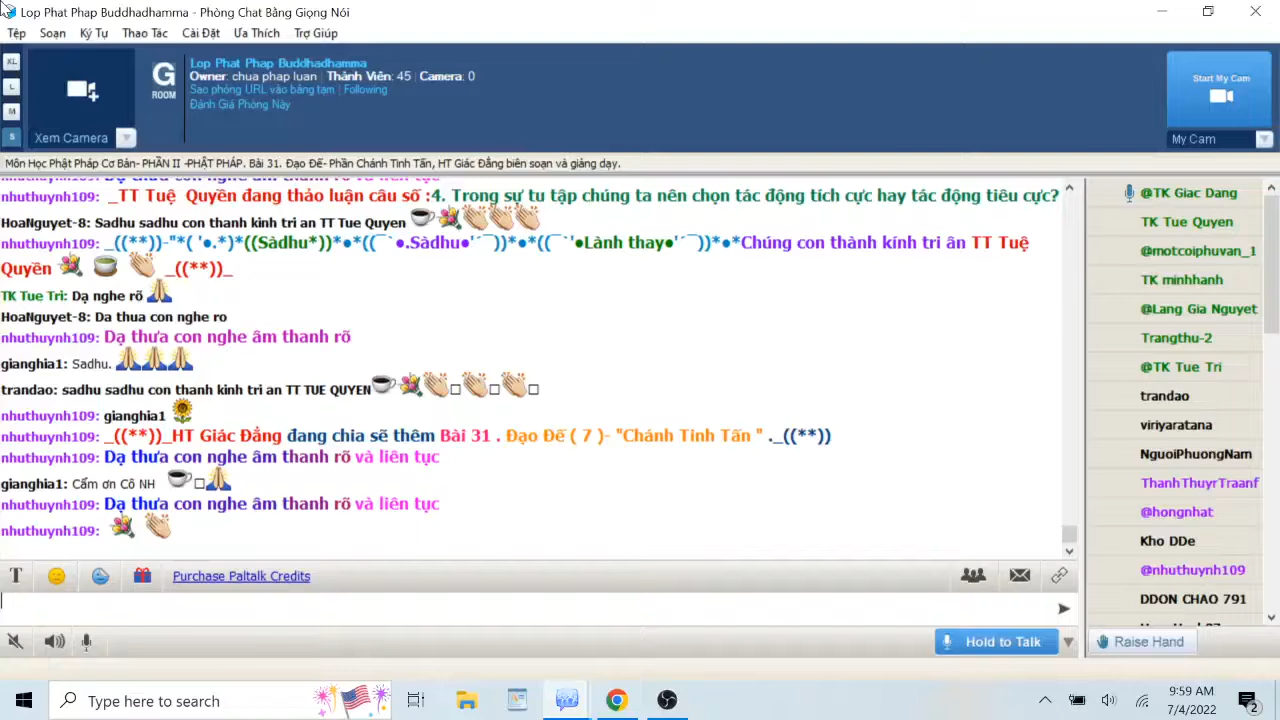 Lop Phat Pháp Buddhadhamma - Phòng Chat Bằng Giọng Nói
Tệp Soạn Ký Tự Thao Tác Cài Đặt Ưa Thích Trợ Giúp
XL
L
M
S
Xem Camera
G
ROOM
Lop Phat Phap Buddhadhamma
Owner: chua phap luan | Thành Viên: 45 | Camera: 0
Sao phỏng URL vào bảng tạm | Following
Đánh Giá Phòng Này
Start My Cam
My Cam
Môn Học Phật Pháp Cơ Bản- PHẦN II -PHẬT PHÁP. Bài 31. Đạo Đế- Phần Chánh Tinh Tấn, HT Giác Đẳng biên soạn và giảng dạy.
nhuthuynh109: _TT Tuệ Quyền đang thảo luận câu số :4. Trong sự tu tập chúng ta nên chọn tác động tích cực hay tác động tiêu cực?
HoaNguyet-8: Sadhu sadhu con thanh kinh tri an TT Tue Quyen
nhuthuynh109: _((**))-"*( '●.*)*((Sàdhu*))*●*((¯`●.Sàdhu●'´¯))*●*((¯`'●Lành thay●'´¯))*●*Chúng con thành kính tri ân TT Tuệ
Quyền _((**))_
TK Tue Tri: Dạ nghe rõ
HoaNguyet-8: Da thua con nghe ro
nhuthuynh109: Dạ thưa con nghe âm thanh rõ
gianghia1: Sadhu.
trandao: sadhu sadhu con thanh kinh tri an TT TUE QUYEN
nhuthuynh109: gianghia1
nhuthuynh109: _((**))_HT Giác Đẳng đang chia sẽ thêm Bài 31 . Đạo Đế ( 7 )- "Chánh Tinh Tấn " ._((**))
nhuthuynh109: Dạ thưa con nghe âm thanh rõ và liên tục
gianghia1: Cẩm ơn Cô NH
nhuthuynh109: Dạ thưa con nghe âm thanh rõ và liên tục
nhuthuynh109:
@TK Giac Dang
TK Tue Quyen
@motcoiphuvan_1
TK minhhanh
@Lang Gia Nguyet
Trangthu-2
@TK Tue Tri
trandao
viriyaratana
NguoiPhuongNam
ThanhThuyrTraanf
@hongnhat
Kho DDe
@nhuthuynh109
DDON CHAO 791
T
Purchase Paltalk Credits
Hold to Talk
Raise Hand
Type here to search
9:59 AM
7/4/2022
2